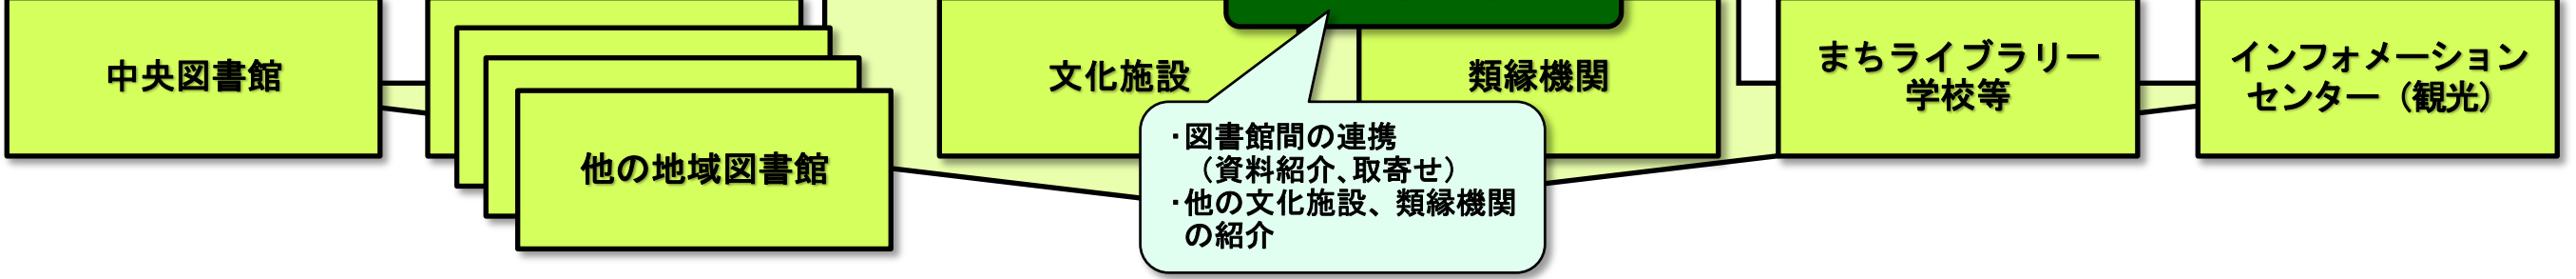 中央図書館
他の地域図書館
文化施設
類縁機関
まちライブラリー
学校等
インフォメーション
センター（観光）
・図書館間の連携
（資料紹介、取寄せ）
・他の文化施設、類縁機関
の紹介